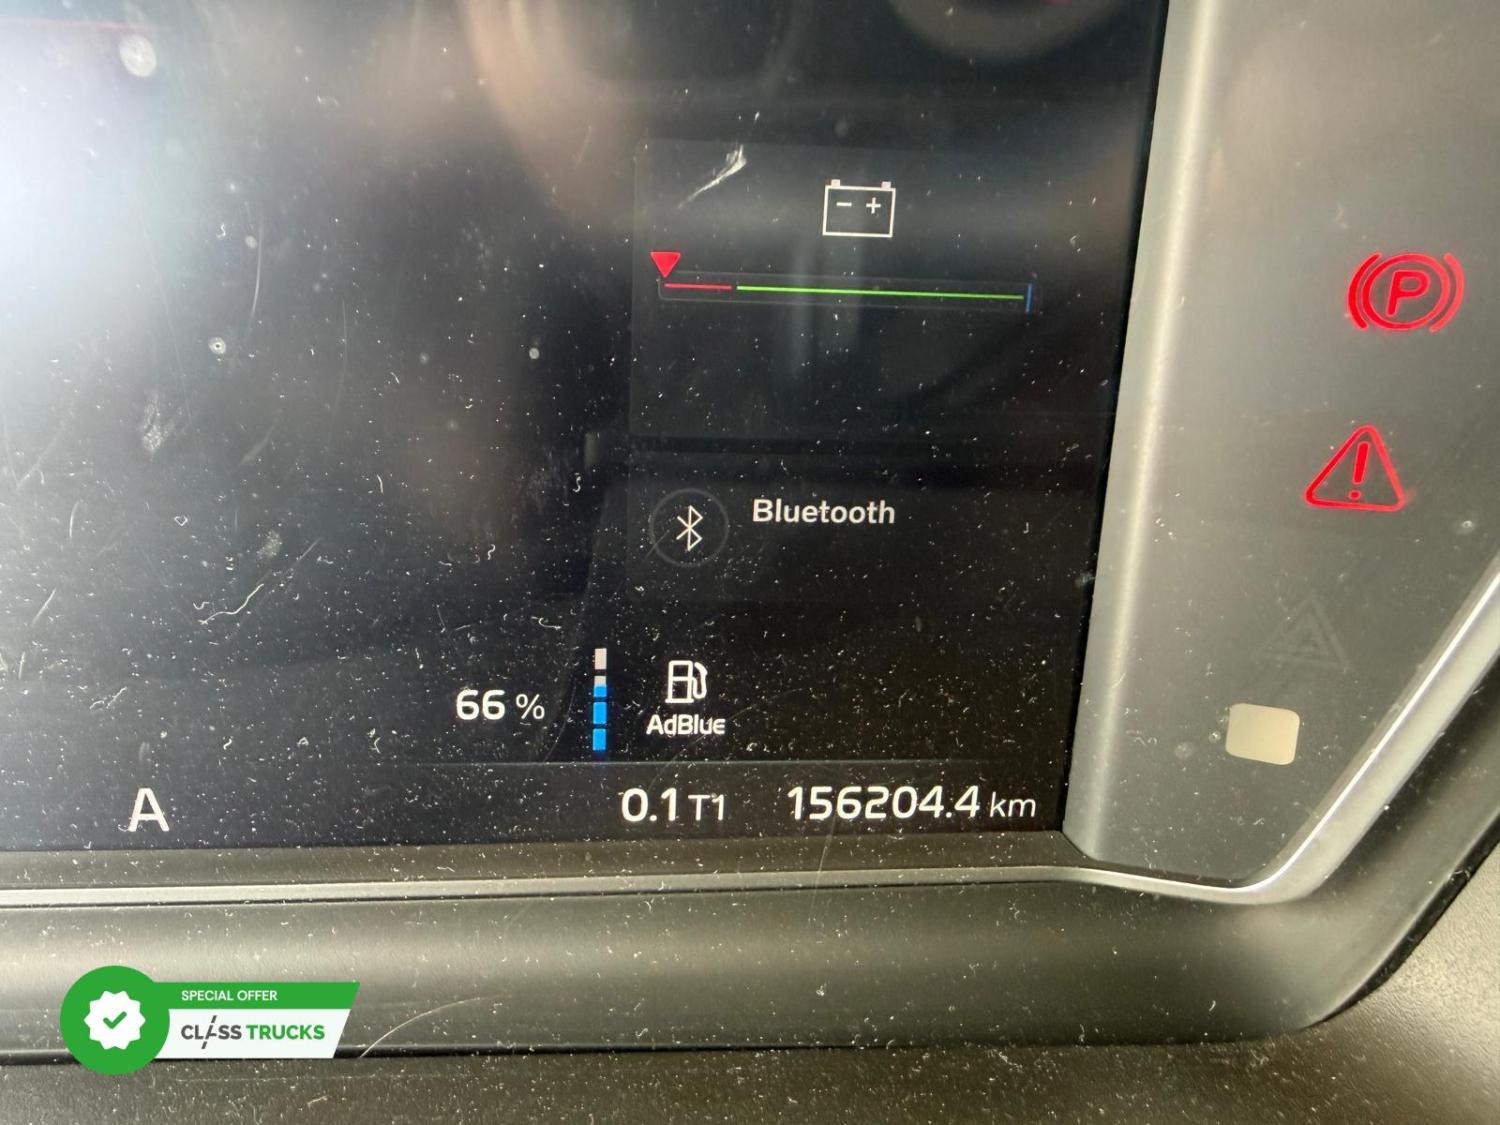 - +
P
!
Bluetooth
66 %
AdBlue
A
0.1 T1
156204.4 km
SPECIAL OFFER
CLASS TRUCKS